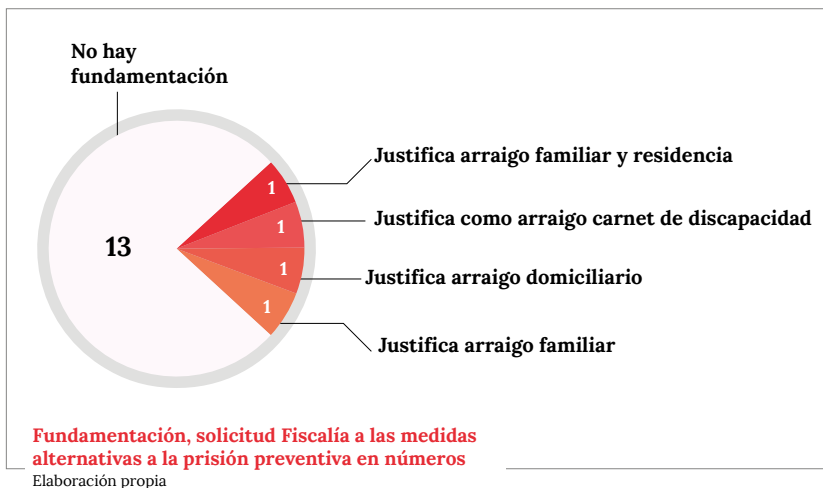 No hay
fundamentación
Justifica arraigo familiar y residencia
1
Justifica como arraigo carnet de discapacidad
1
13
Justifica arraigo domiciliario
1
1
Justifica arraigo familiar
Fundamentación, solicitud Fiscalía a las medidas
alternativas a la prisión preventiva en números
Elaboración propia